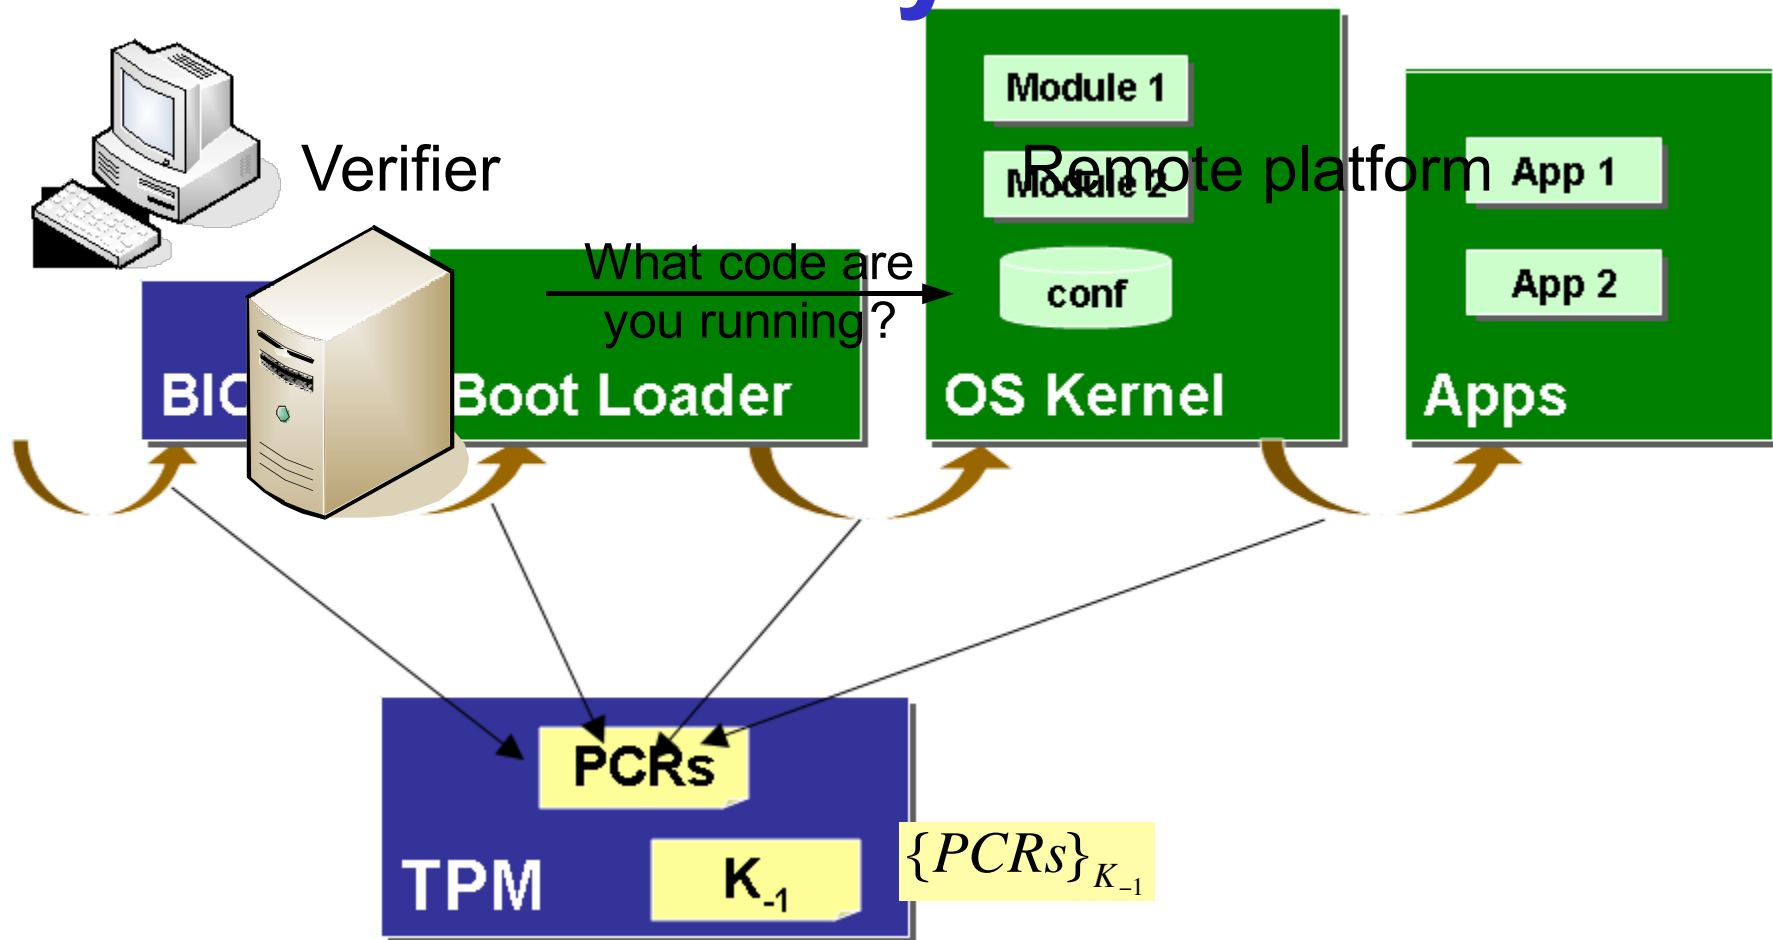 Module 1
Verifier
Remote platform
Module 2
App 1
What code are
you running?
conf
App 2
Boot Loader
OS Kernel
Apps
PCRs
{PCRs}K-1
TPM
K-1